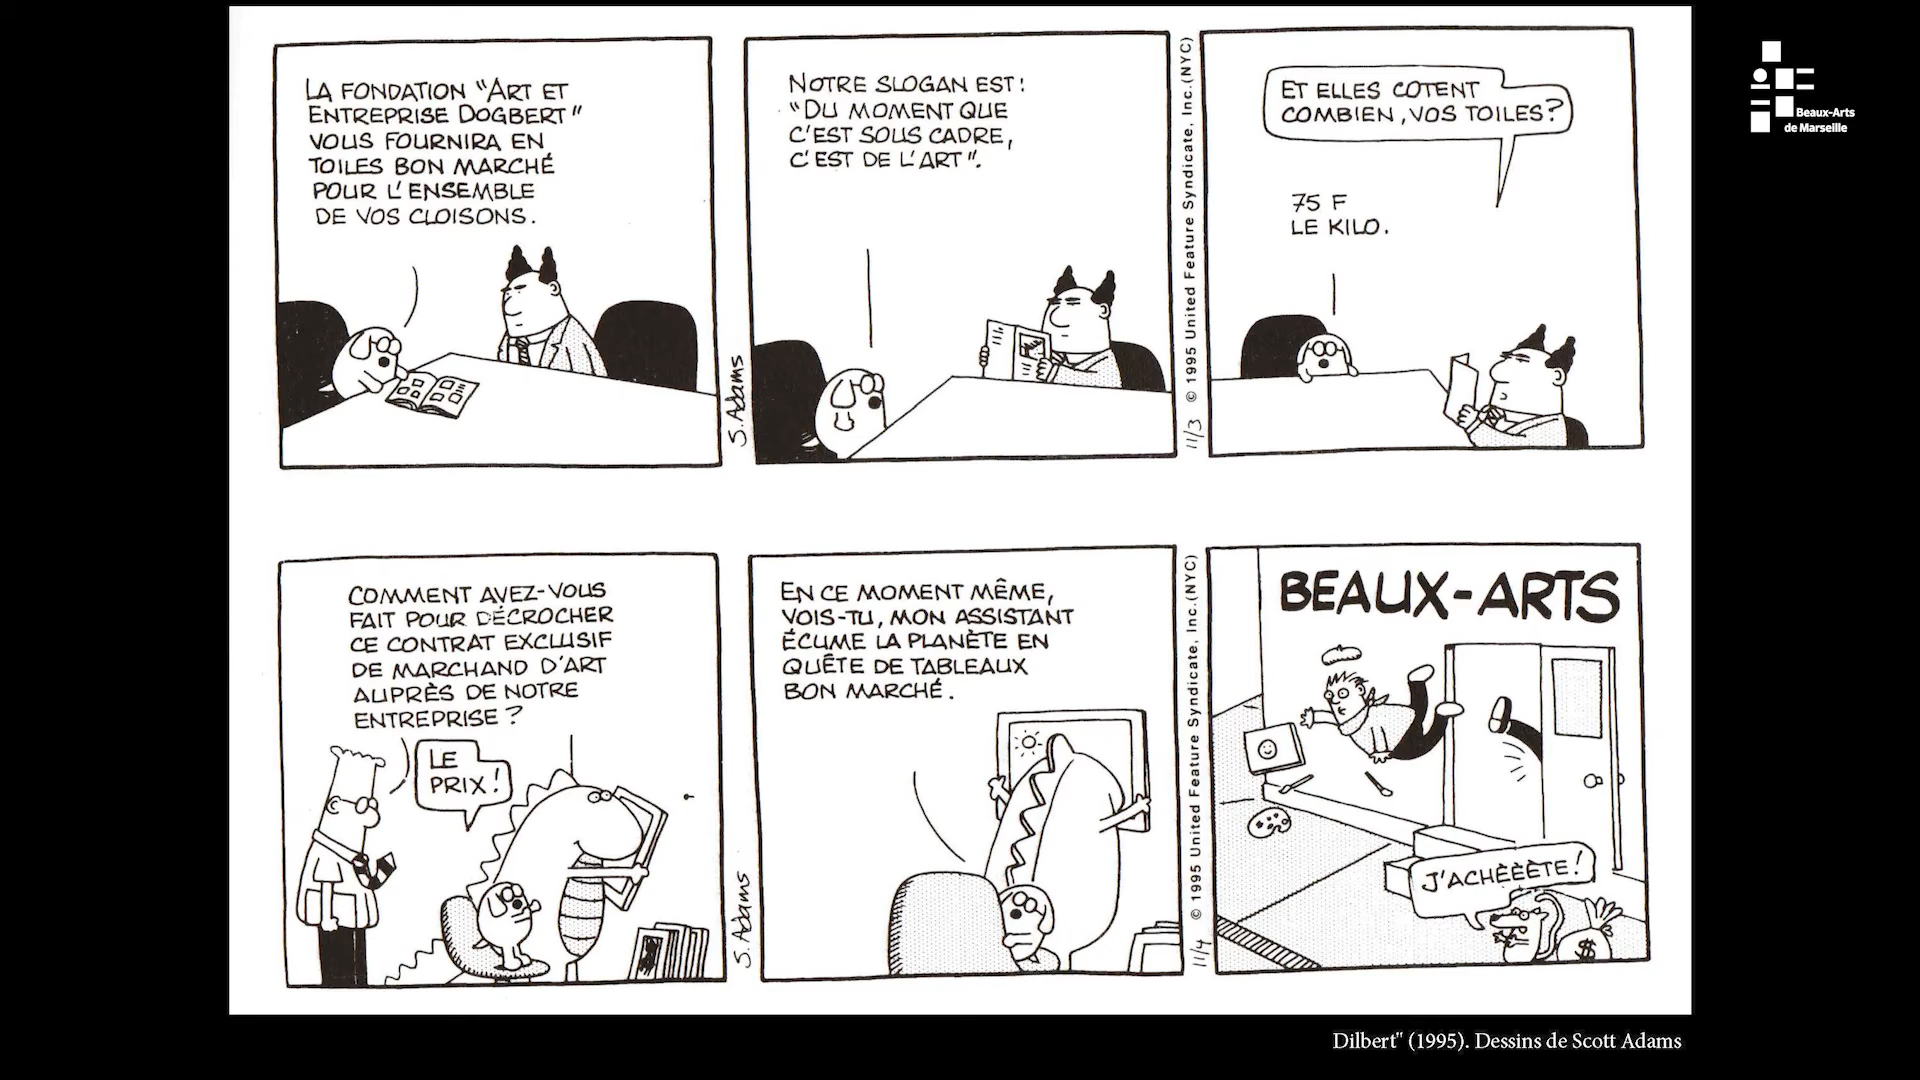 LA FONDATION "ART ET
ENTREPRISE DOGBERT"
VOUS FOURNIRA EN
TOILES BON MARCHÉ
POUR L'ENSEMBLE
DE VOS CLOISONS.
S. Adams
NOTRE SLOGAN EST:
"DU MOMENT QUE
C'EST SOUS CADRE,
C'EST DE L'ART".
11/3 © 1995 United Feature Syndicate, Inc.(NYC)
ET ELLES COTENT
COMBIEN, VOS TOILES?
75 F
LE KILO.
COMMENT AVEZ-VOUS
FAIT POUR DÉCROCHER
CE CONTRAT EXCLUSIF
DE MARCHAND D'ART
AUPRÈS DE NOTRE
ENTREPRISE?
LE
PRIX!
S. Adams
EN CE MOMENT MÊME,
VOIS-TU, MON ASSISTANT
ÉCUME LA PLANÈTE EN
QUÊTE DE TABLEAUX
BON MARCHÉ.
11/4 © 1995 United Feature Syndicate, Inc.(NYC)
BEAUX-ARTS
J'ACHÈÈÈTE!
$
Beaux-Arts
de Marseille
Dilbert" (1995). Dessins de Scott Adams